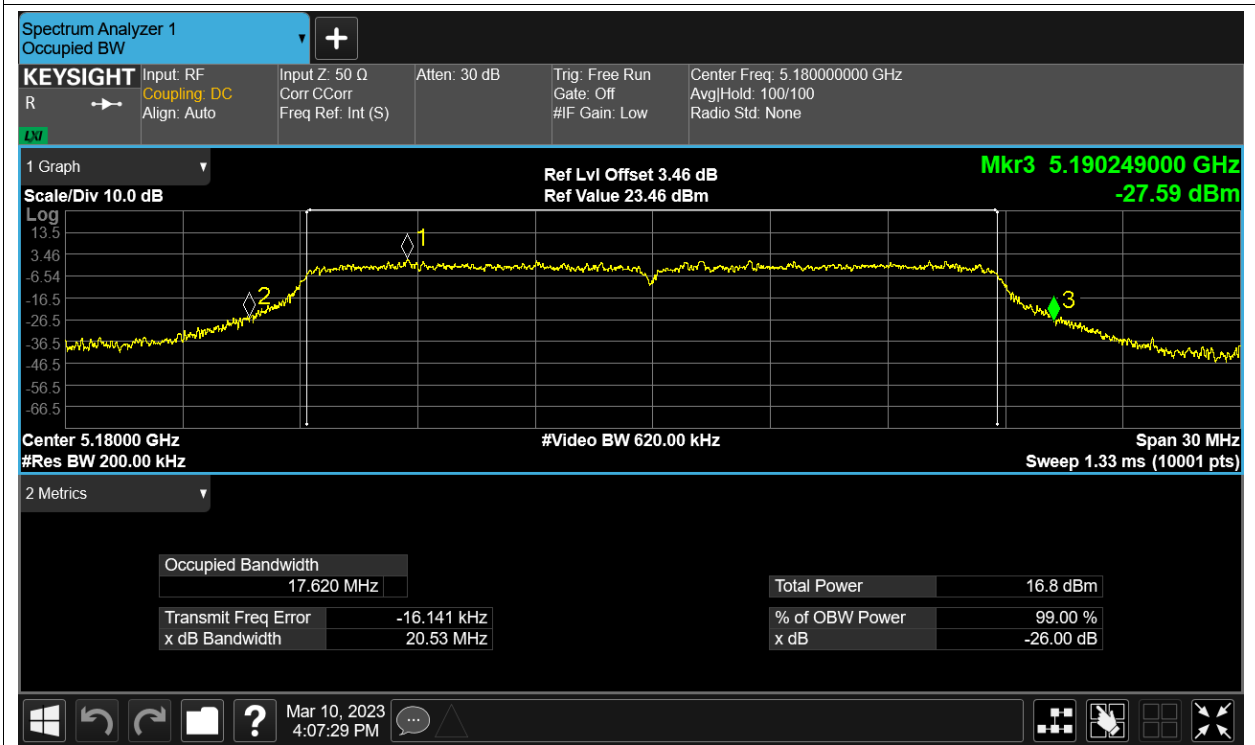 Spectrum Analyzer 1
Occupied BW
KEYSIGHT
R
LXI
Input: RF
Coupling: DC
Align: Auto
Input Z: 50 Ω
Corr CCorr
Freq Ref: Int (S)
Atten: 30 dB
Trig: Free Run
Gate: Off
#IF Gain: Low
Center Freq: 5.180000000 GHz
Avg|Hold: 100/100
Radio Std: None
1 Graph
Scale/Div 10.0 dB
Ref Lvl Offset 3.46 dB
Ref Value 23.46 dBm
Mkr3 5.190249000 GHz
-27.59 dBm
Log
13.5
3.46
-6.54
-16.5
-26.5
-36.5
-46.5
-56.5
-66.5
1
2
3
Center 5.18000 GHz
#Res BW 200.00 kHz
#Video BW 620.00 kHz
Span 30 MHz
Sweep 1.33 ms (10001 pts)
2 Metrics
Occupied Bandwidth
17.620 MHz
Transmit Freq Error -16.141 kHz
x dB Bandwidth 20.53 MHz
Total Power 16.8 dBm
% of OBW Power 99.00 %
x dB -26.00 dB
?
Mar 10, 2023
4:07:29 PM